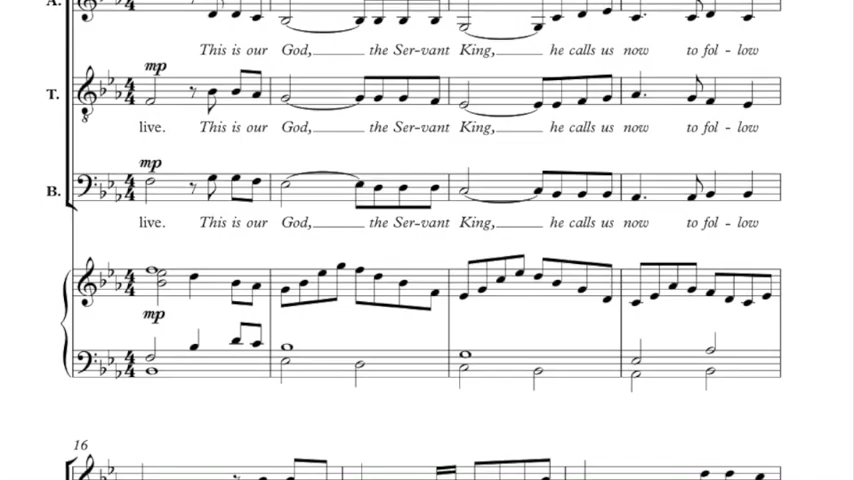 A.
This is our God, the Ser-vant King, he calls us now to fol - low
mp
T.
live. This is our God, the Ser-vant King, he calls us now to fol - low
mp
B.
live. This is our God, the Ser-vant King, he calls us now to fol - low
mp
16